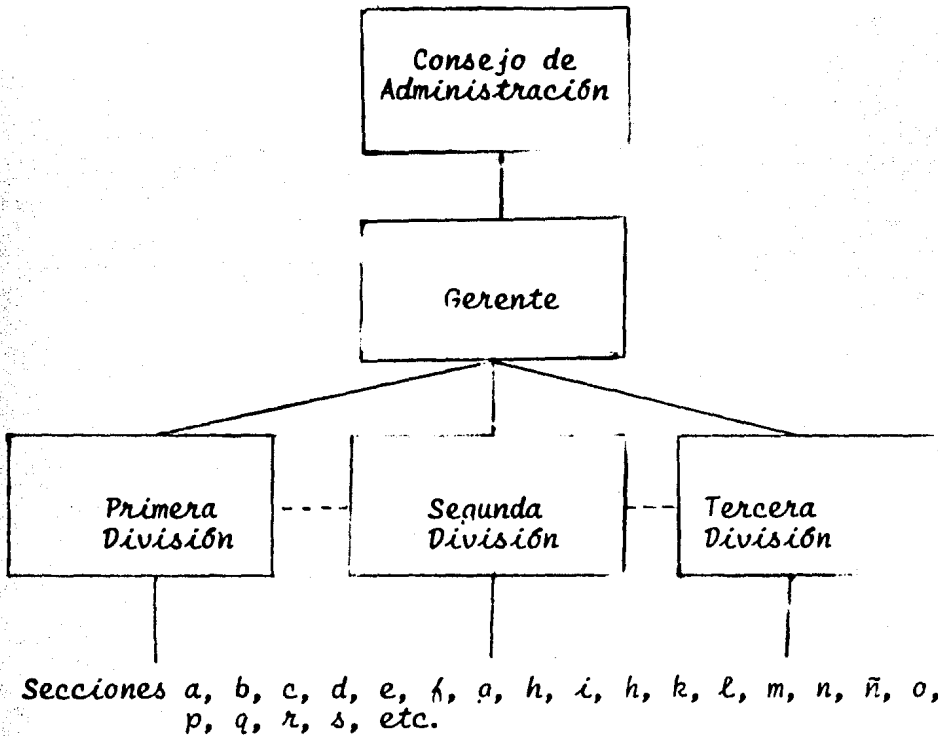 Consejo de
Administración
Gerente
Primera
División
Segunda
División
Tercera
División
Secciones a, b, c, d, e, f, g, h, i, h, k, l, m, n, ñ, o,
p, q, r, s, etc.